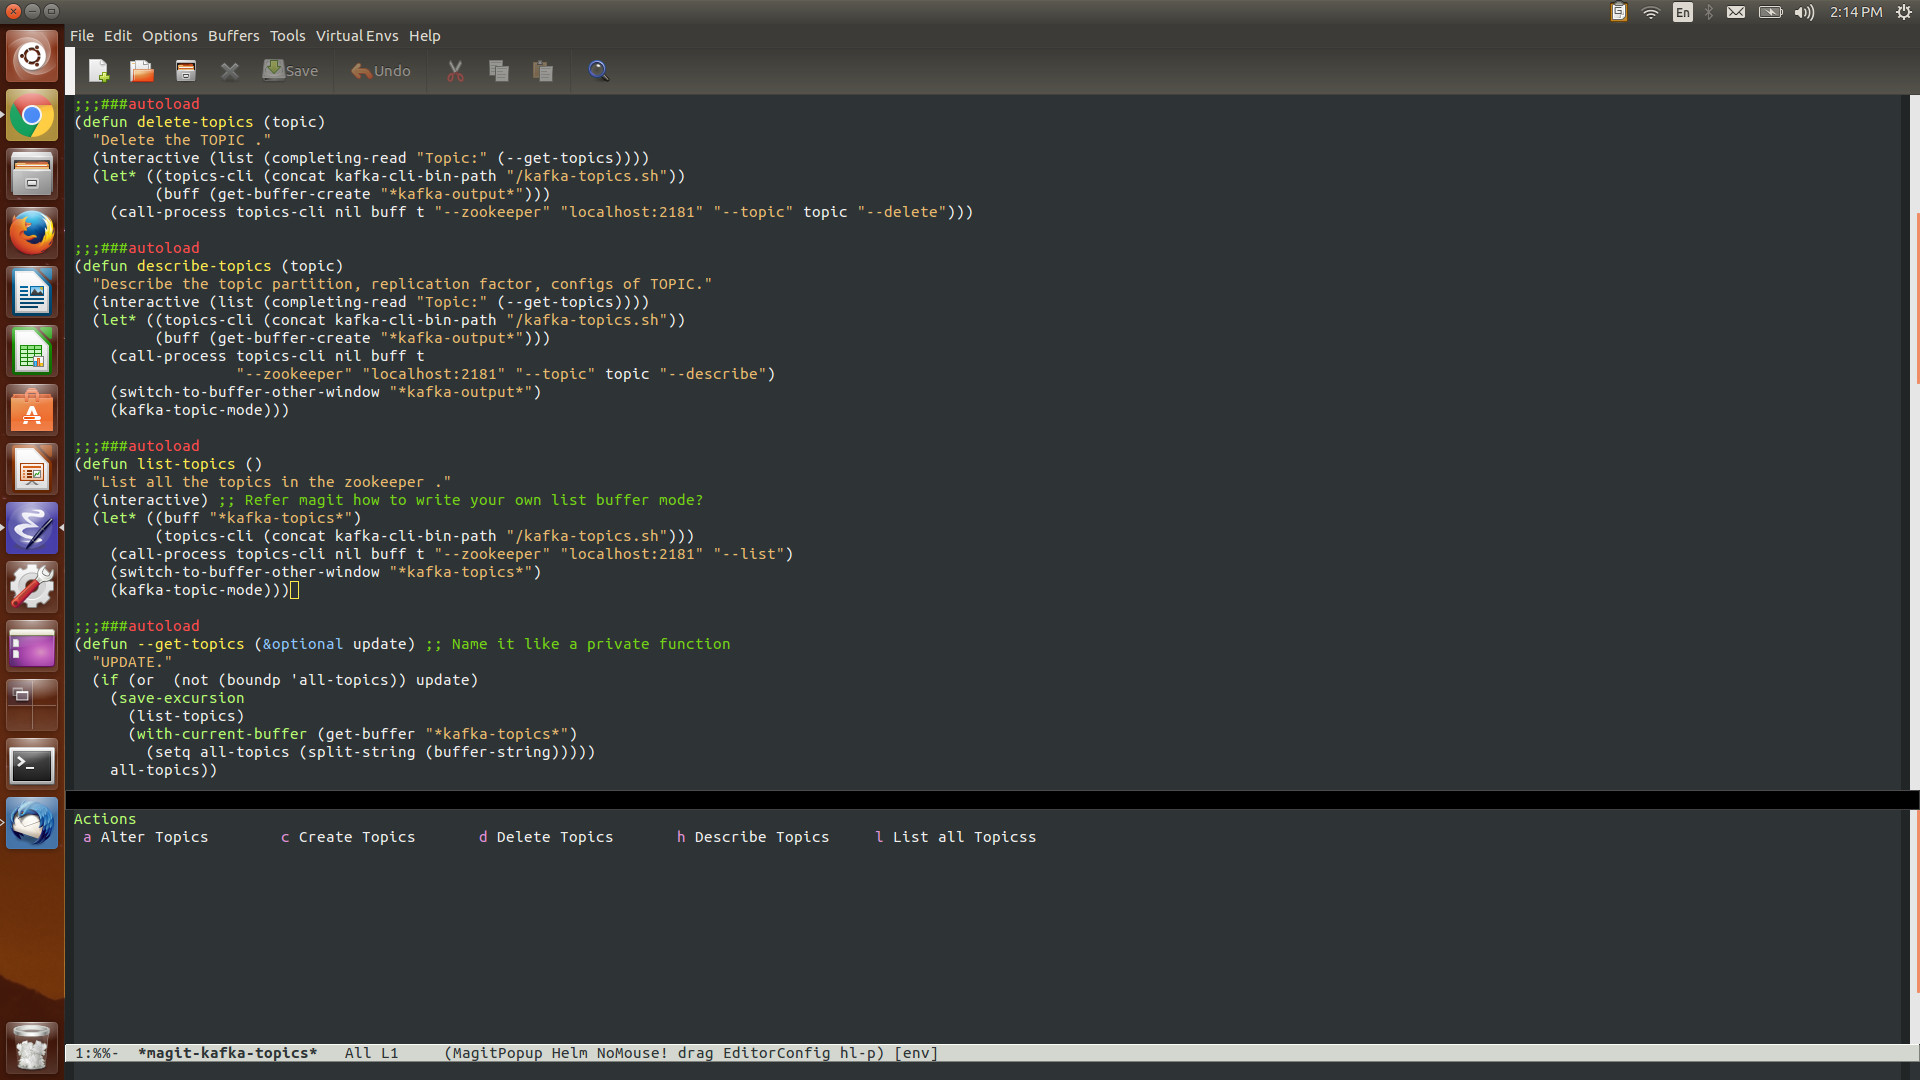 En 2:14 PM
File Edit Options Buffers Tools Virtual Envs Help
Save Undo
;;;###autoload
(defun delete-topics (topic)
  "Delete the TOPIC ."
  (interactive (list (completing-read "Topic:" (--get-topics))))
  (let* ((topics-cli (concat kafka-cli-bin-path "/kafka-topics.sh"))
         (buff (get-buffer-create "*kafka-output*")))
    (call-process topics-cli nil buff t "--zookeeper" "localhost:2181" "--topic" topic "--delete")))
;;;###autoload
(defun describe-topics (topic)
  "Describe the topic partition, replication factor, configs of TOPIC."
  (interactive (list (completing-read "Topic:" (--get-topics))))
  (let* ((topics-cli (concat kafka-cli-bin-path "/kafka-topics.sh"))
         (buff (get-buffer-create "*kafka-output*")))
    (call-process topics-cli nil buff t
                  "--zookeeper" "localhost:2181" "--topic" topic "--describe")
    (switch-to-buffer-other-window "*kafka-output*")
    (kafka-topic-mode)))
;;;###autoload
(defun list-topics ()
  "List all the topics in the zookeeper ."
  (interactive) ;; Refer magit how to write your own list buffer mode?
  (let* ((buff "*kafka-topics*")
         (topics-cli (concat kafka-cli-bin-path "/kafka-topics.sh")))
    (call-process topics-cli nil buff t "--zookeeper" "localhost:2181" "--list")
    (switch-to-buffer-other-window "*kafka-topics*")
    (kafka-topic-mode)))
;;;###autoload
(defun --get-topics (&optional update) ;; Name it like a private function
  "UPDATE."
  (if (or  (not (boundp 'all-topics)) update)
    (save-excursion
      (list-topics)
      (with-current-buffer (get-buffer "*kafka-topics*")
        (setq all-topics (split-string (buffer-string)))))
    all-topics))
Actions
 a Alter Topics        c Create Topics       d Delete Topics       h Describe Topics     l List all Topicss
1:%%-  *magit-kafka-topics*   All L1     (MagitPopup Helm NoMouse! drag EditorConfig hl-p) [env]